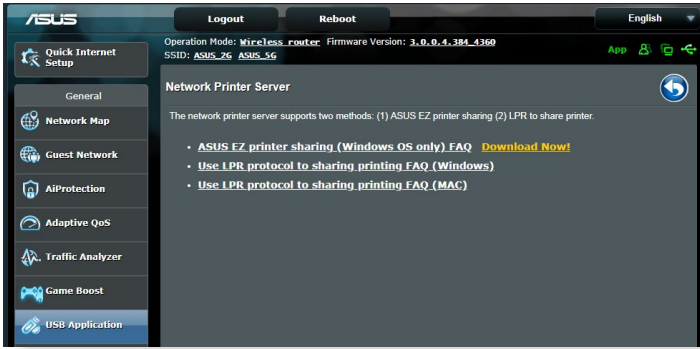 ASUS
Logout
Reboot
English
Quick Internet
Setup
Operation Mode: Wireless router Firmware Version: 3.0.0.4.384_4360
SSID: ASUS_2G ASUS_5G
App
General
Network Map
Guest Network
AiProtection
Adaptive QoS
Traffic Analyzer
Game Boost
USB Application
Network Printer Server
The network printer server supports two methods: (1) ASUS EZ printer sharing (2) LPR to share printer.
ASUS EZ printer sharing (Windows OS only) FAQ Download Now!
Use LPR protocol to sharing printing FAQ (Windows)
Use LPR protocol to sharing printing FAQ (MAC)